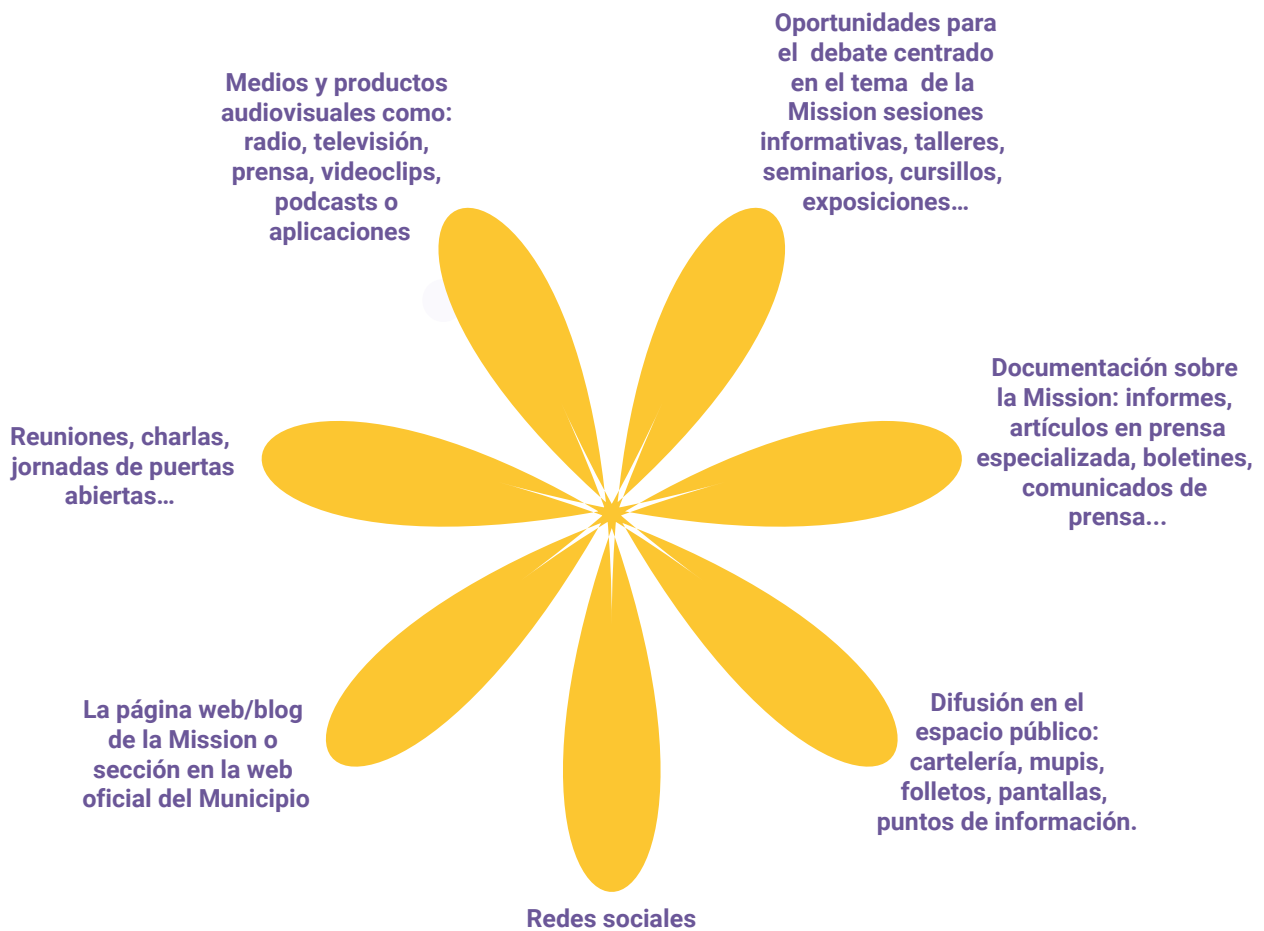 Oportunidades para
el debate centrado
en el tema de la
Mission sesiones
informativas, talleres,
seminarios, cursillos,
exposiciones…
Medios y productos
audiovisuales como:
radio, televisión,
prensa, videoclips,
podcasts o
aplicaciones
Documentación sobre
la Mission: informes,
artículos en prensa
especializada, boletines,
comunicados de
prensa...
Reuniones, charlas,
jornadas de puertas
abiertas…
La página web/blog
de la Mission o
sección en la web
oficial del Municipio
Difusión en el
espacio público:
cartelería, mupis,
folletos, pantallas,
puntos de información.
Redes sociales